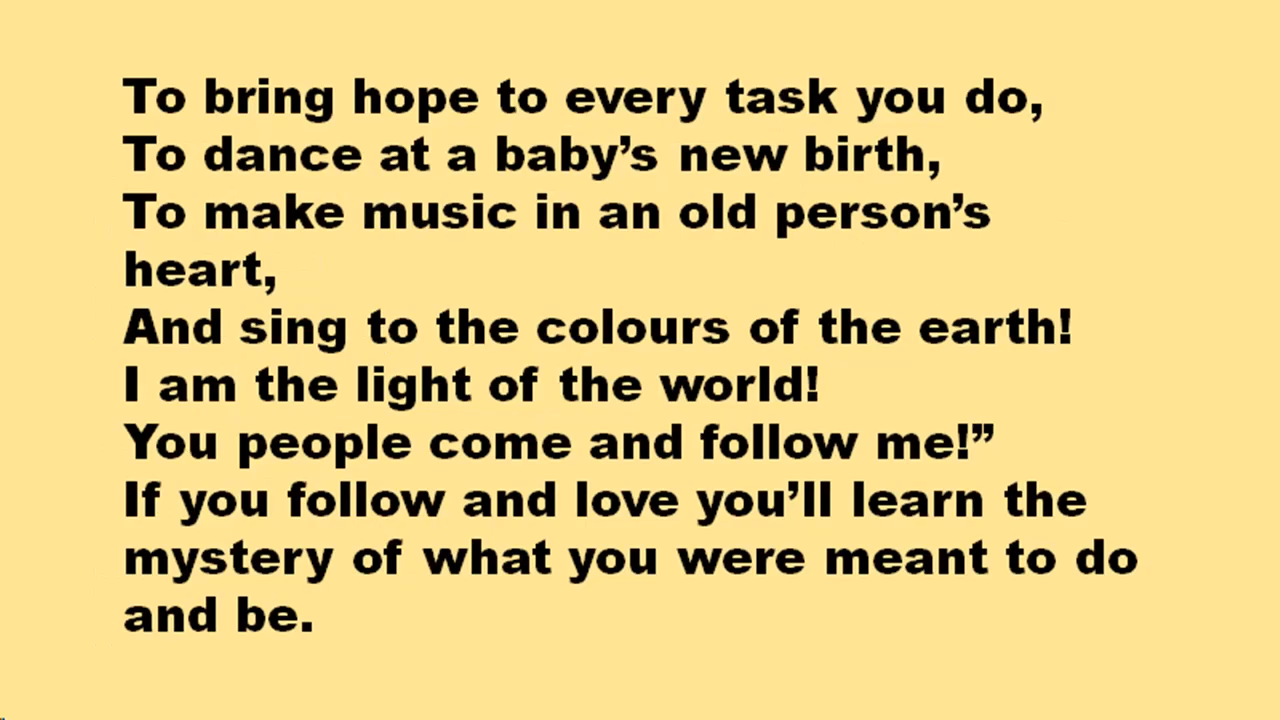 To bring hope to every task you do,
To dance at a baby’s new birth,
To make music in an old person’s
heart,
And sing to the colours of the earth!
I am the light of the world!
You people come and follow me!”
If you follow and love you’ll learn the
mystery of what you were meant to do
and be.